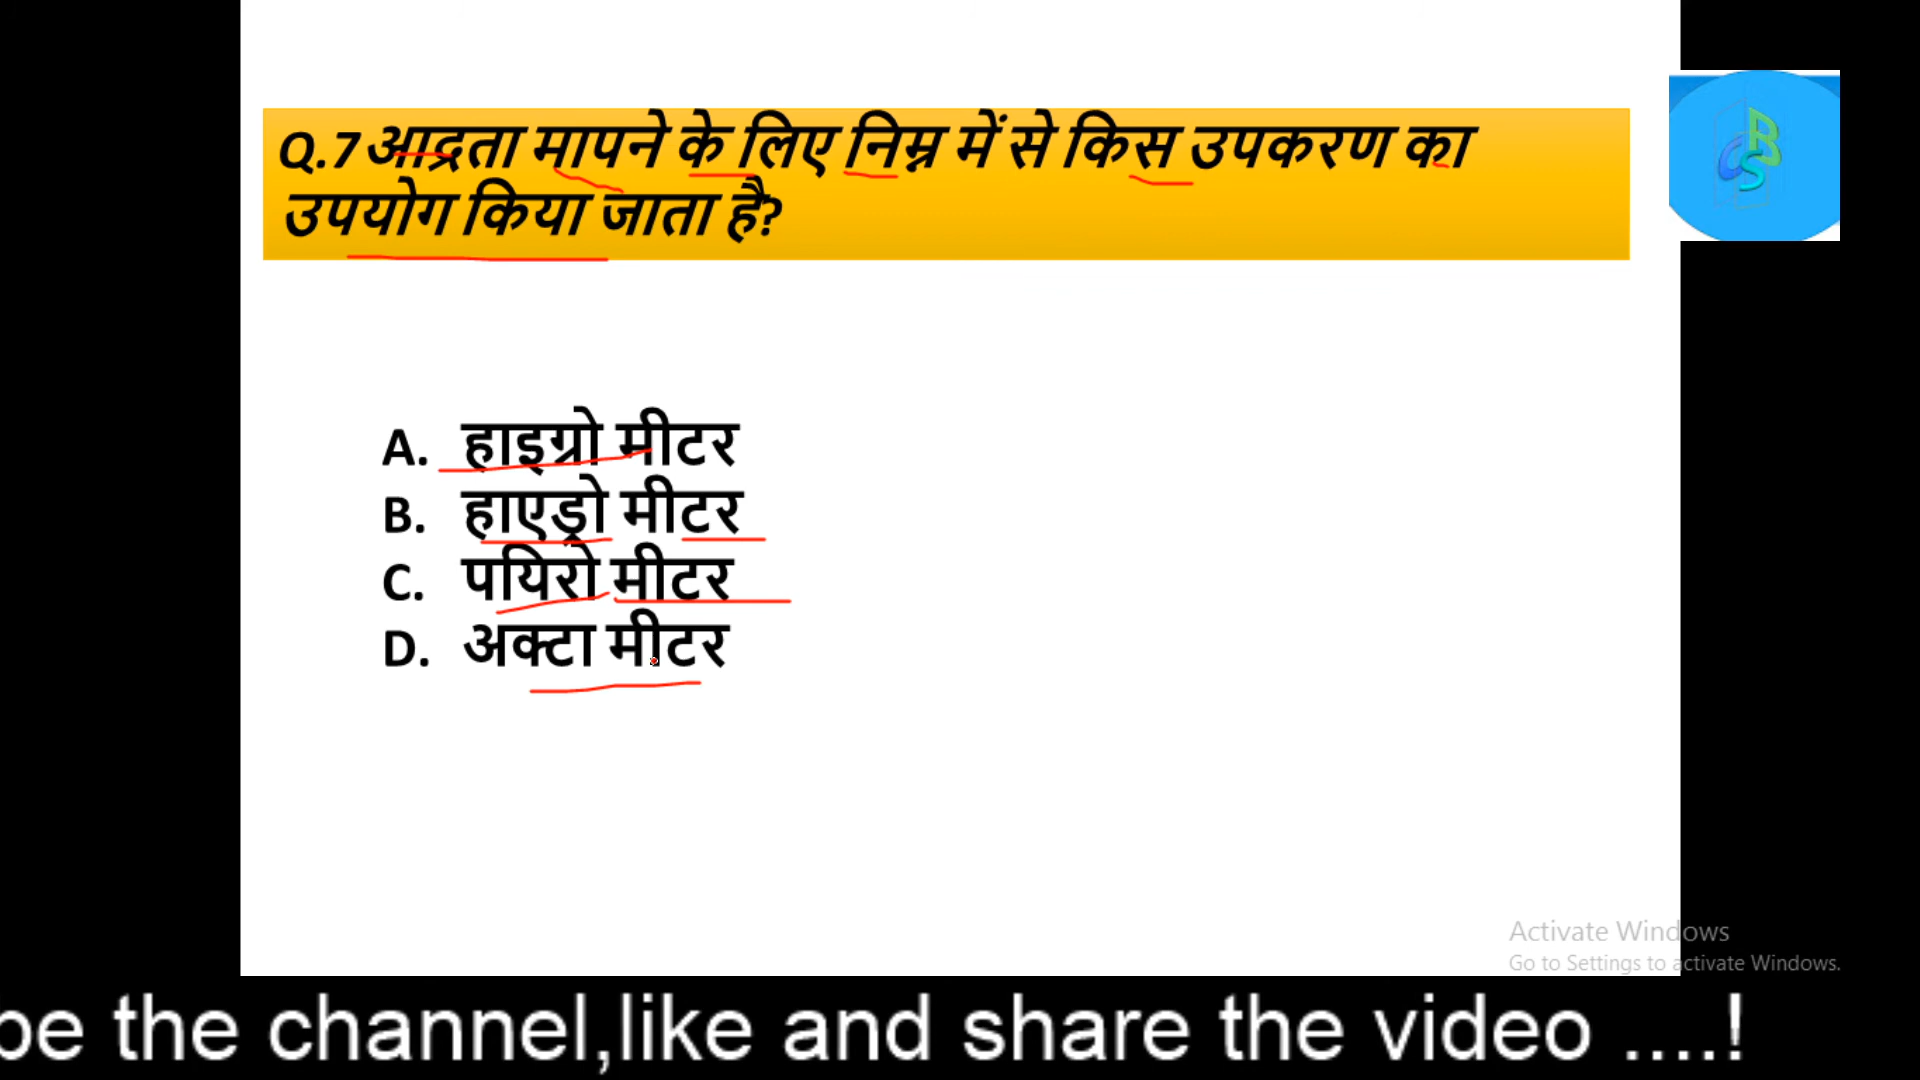 Q.7 आद्रता मापने के लिए निम्न में से किस उपकरण का
उपयोग किया जाता है?
A. हाइग्रो मीटर
B. हाएड्रो मीटर
C. पयिरो मीटर
D. अक्टा मीटर
BCS
Activate Windows
Go to Settings to activate Windows.
be the channel,like and share the video ....!